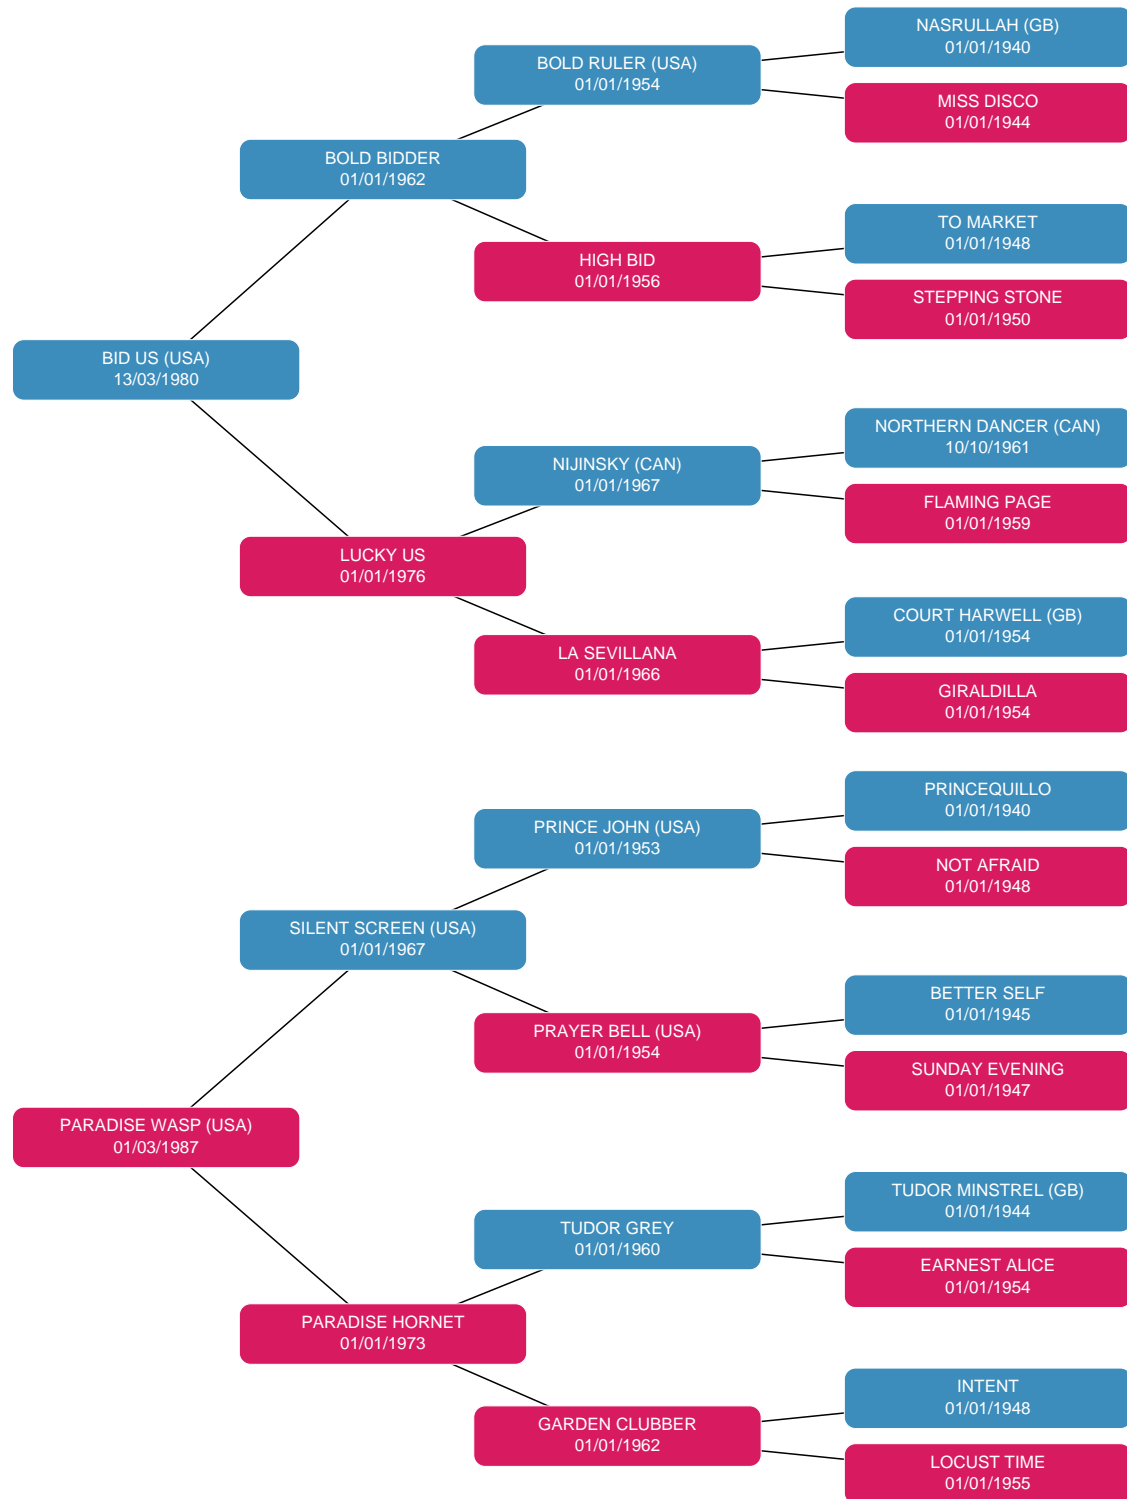 NASRULLAH (GB)
01/01/1940
BOLD RULER (USA)
01/01/1954
MISS DISCO
01/01/1944
BOLD BIDDER
01/01/1962
TO MARKET
01/01/1948
HIGH BID
01/01/1956
STEPPING STONE
01/01/1950
BID US (USA)
13/03/1980
NORTHERN DANCER (CAN)
10/10/1961
NIJINSKY (CAN)
01/01/1967
FLAMING PAGE
01/01/1959
LUCKY US
01/01/1976
COURT HARWELL (GB)
01/01/1954
LA SEVILLANA
01/01/1966
GIRALDILLA
01/01/1954
PRINCEQUILLO
01/01/1940
PRINCE JOHN (USA)
01/01/1953
NOT AFRAID
01/01/1948
SILENT SCREEN (USA)
01/01/1967
BETTER SELF
01/01/1945
PRAYER BELL (USA)
01/01/1954
SUNDAY EVENING
01/01/1947
PARADISE WASP (USA)
01/03/1987
TUDOR MINSTREL (GB)
01/01/1944
TUDOR GREY
01/01/1960
EARNEST ALICE
01/01/1954
PARADISE HORNET
01/01/1973
INTENT
01/01/1948
GARDEN CLUBBER
01/01/1962
LOCUST TIME
01/01/1955